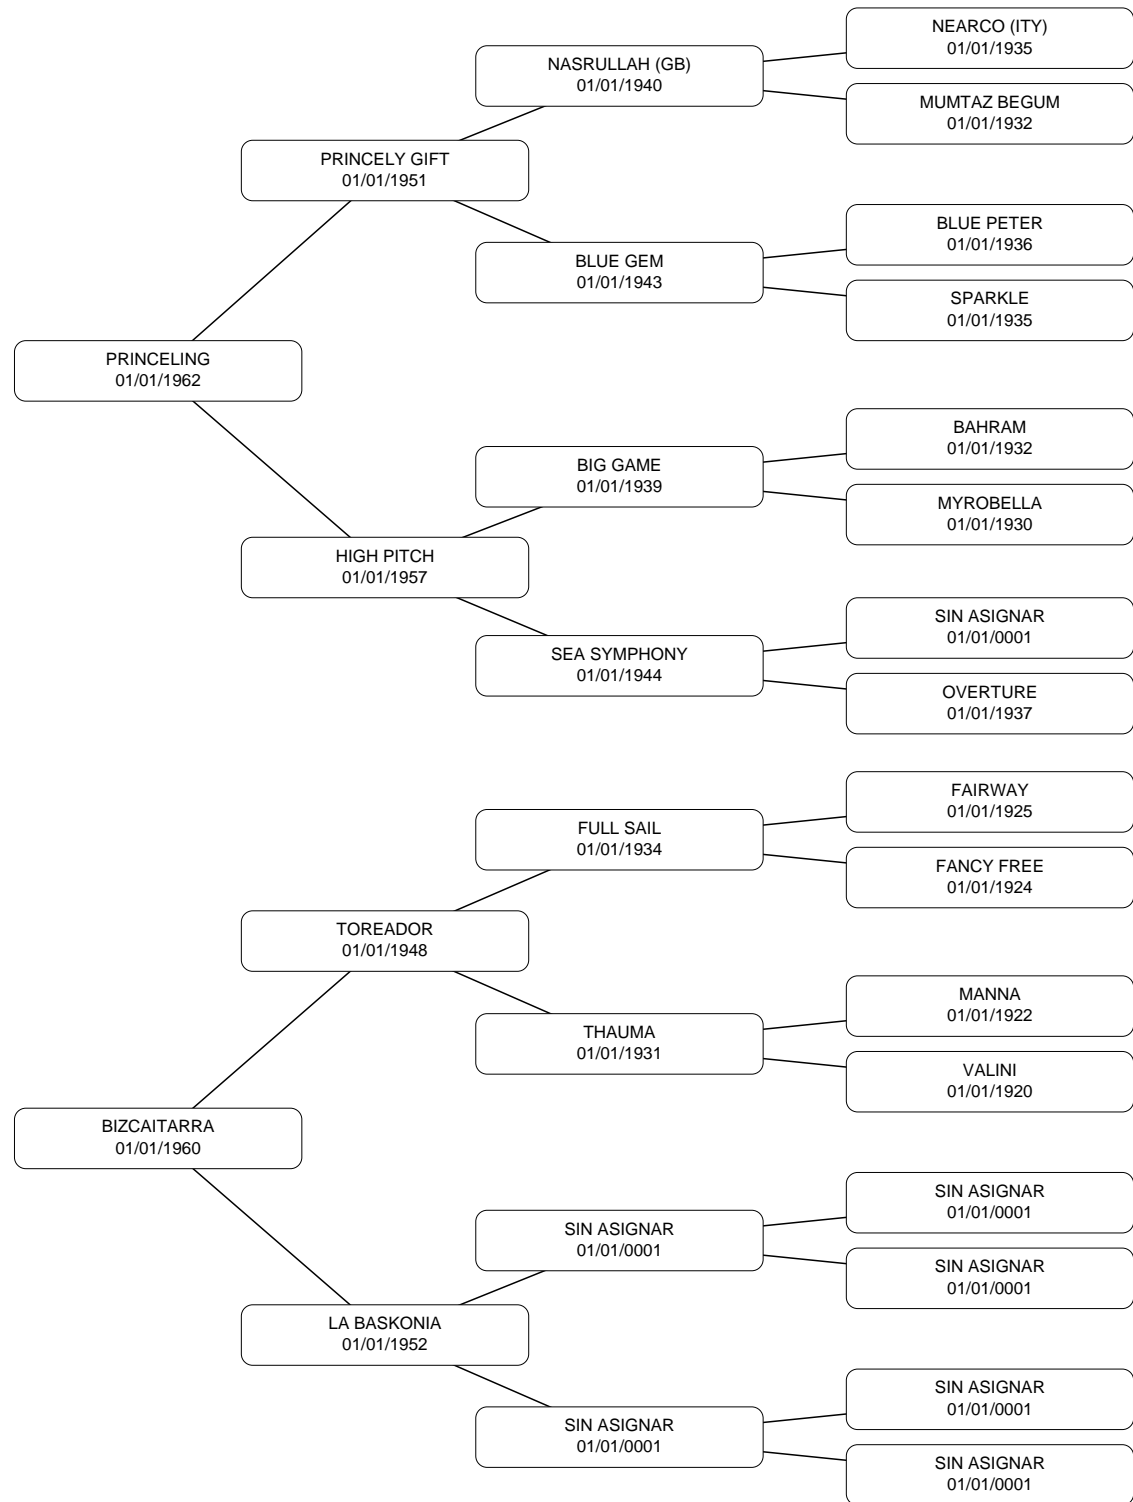 NEARCO (ITY)
01/01/1935
NASRULLAH (GB)
01/01/1940
MUMTAZ BEGUM
01/01/1932
PRINCELY GIFT
01/01/1951
BLUE PETER
01/01/1936
BLUE GEM
01/01/1943
SPARKLE
01/01/1935
PRINCELING
01/01/1962
BAHRAM
01/01/1932
BIG GAME
01/01/1939
MYROBELLA
01/01/1930
HIGH PITCH
01/01/1957
SIN ASIGNAR
01/01/0001
SEA SYMPHONY
01/01/1944
OVERTURE
01/01/1937
FAIRWAY
01/01/1925
FULL SAIL
01/01/1934
FANCY FREE
01/01/1924
TOREADOR
01/01/1948
MANNA
01/01/1922
THAUMA
01/01/1931
VALINI
01/01/1920
BIZCAITARRA
01/01/1960
SIN ASIGNAR
01/01/0001
SIN ASIGNAR
01/01/0001
SIN ASIGNAR
01/01/0001
LA BASKONIA
01/01/1952
SIN ASIGNAR
01/01/0001
SIN ASIGNAR
01/01/0001
SIN ASIGNAR
01/01/0001